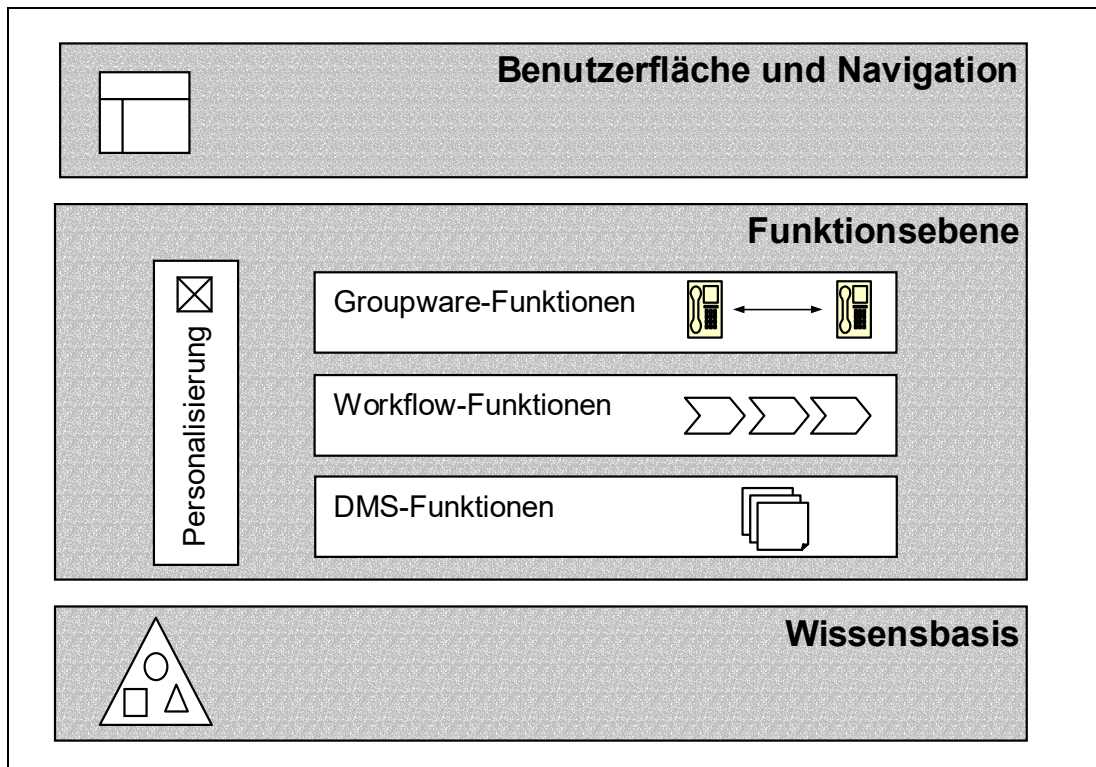 Benutzerfläche und Navigation
Funktionsebene
Personalisierung
Groupware-Funktionen
Workflow-Funktionen
DMS-Funktionen
Wissensbasis